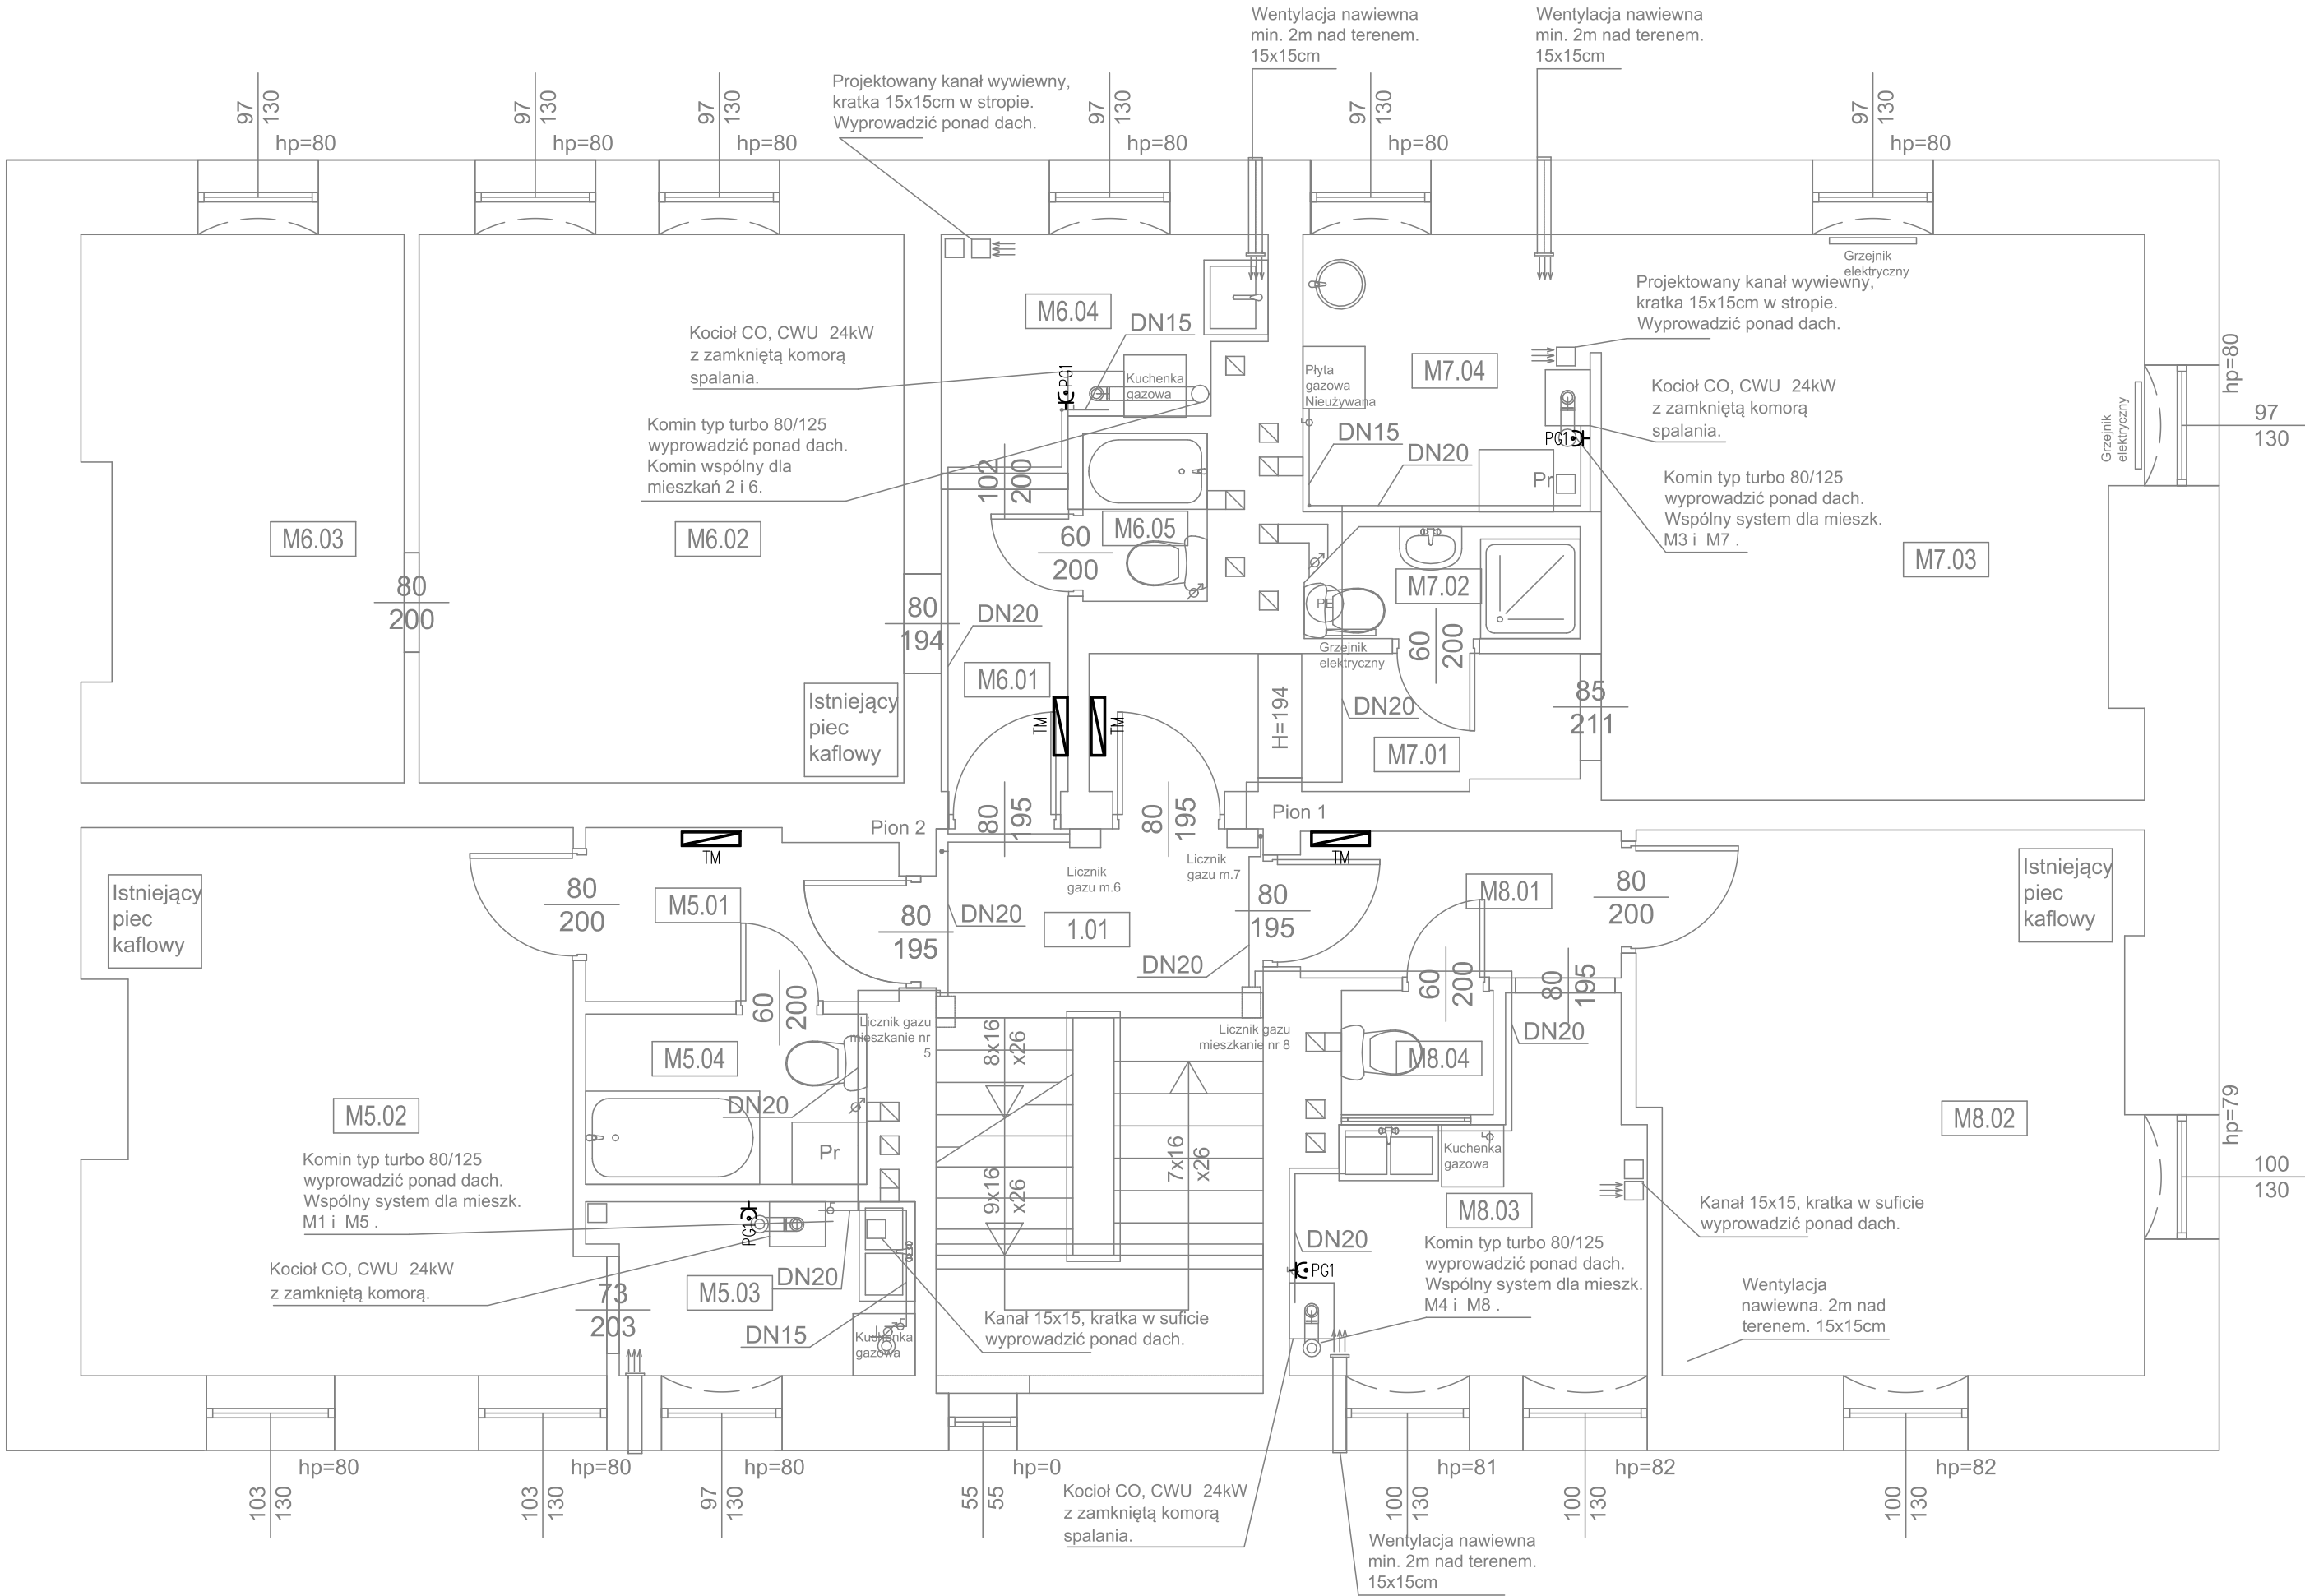 Wentylacja nawiewna
min. 2m nad terenem.
15x15cm
Wentylacja nawiewna
min. 2m nad terenem.
15x15cm
Projektowany kanał wywiewny,
kratka 15x15cm w stropie.
Wyprowadzić ponad dach.
97
130
hp=80
97
130
hp=80
97
130
hp=80
97
130
hp=80
97
130
hp=80
97
130
hp=80
Grzejnik
elektryczny
Projektowany kanał wywiewny,
kratka 15x15cm w stropie.
Wyprowadzić ponad dach.
M6.04
DN15
Kocioł CO, CWU 24kW
z zamkniętą komorą
spalania.
PG1
Kuchenka
gazowa
Płyta
gazowa
Nieużywana
M7.04
Kocioł CO, CWU 24kW
z zamkniętą komorą
spalania.
hp=80
97
130
Grzejnik
elektryczny
Komin typ turbo 80/125
wyprowadzić ponad dach.
Komin wspólny dla
mieszkań 2 i 6.
DN15
DN20
PG1
Pr
Komin typ turbo 80/125
wyprowadzić ponad dach.
Wspólny system dla mieszk.
M3 i M7 .
102
200
M6.03
M6.02
60
200
M6.05
M7.02
M7.03
80
200
80
194
DN20
PE
Grzejnik
elektryczny
60
200
M6.01
Istniejący
piec
kaflowy
TM
TM
H=194
DN20
85
211
M7.01
80
195
80
195
Pion 2
Pion 1
TM
TM
Istniejący
piec
kaflowy
80
200
M5.01
80
195
DN20
Licznik
gazu m.6
Licznik
gazu m.7
1.01
80
195
DN20
M8.01
80
200
Istniejący
piec
kaflowy
60
200
60
200
80
195
Licznik gazu
mieszkanie nr
5
8x16
x26
Licznik gazu
mieszkanie nr 8
DN20
M5.04
M8.04
M5.02
DN20
M8.02
hp=79
100
130
Pr
Kuchenka
gazowa
Komin typ turbo 80/125
wyprowadzić ponad dach.
Wspólny system dla mieszk.
M1 i M5 .
9x16
x26
7x16
x26
PG1
M8.03
Kanał 15x15, kratka w suficie
wyprowadzić ponad dach.
Kocioł CO, CWU 24kW
z zamkniętą komorą.
DN20
DN20
PG1
Komin typ turbo 80/125
wyprowadzić ponad dach.
Wspólny system dla mieszk.
M4 i M8 .
73
203
M5.03
DN15
Kuchenka
gazowa
Kanał 15x15, kratka w suficie
wyprowadzić ponad dach.
Wentylacja
nawiewna. 2m nad
terenem. 15x15cm
103
130
hp=80
103
130
hp=80
97
130
hp=80
55
55
hp=0
Kocioł CO, CWU 24kW
z zamkniętą komorą
spalania.
100
130
hp=81
100
130
hp=82
100
130
hp=82
Wentylacja nawiewna
min. 2m nad terenem.
15x15cm